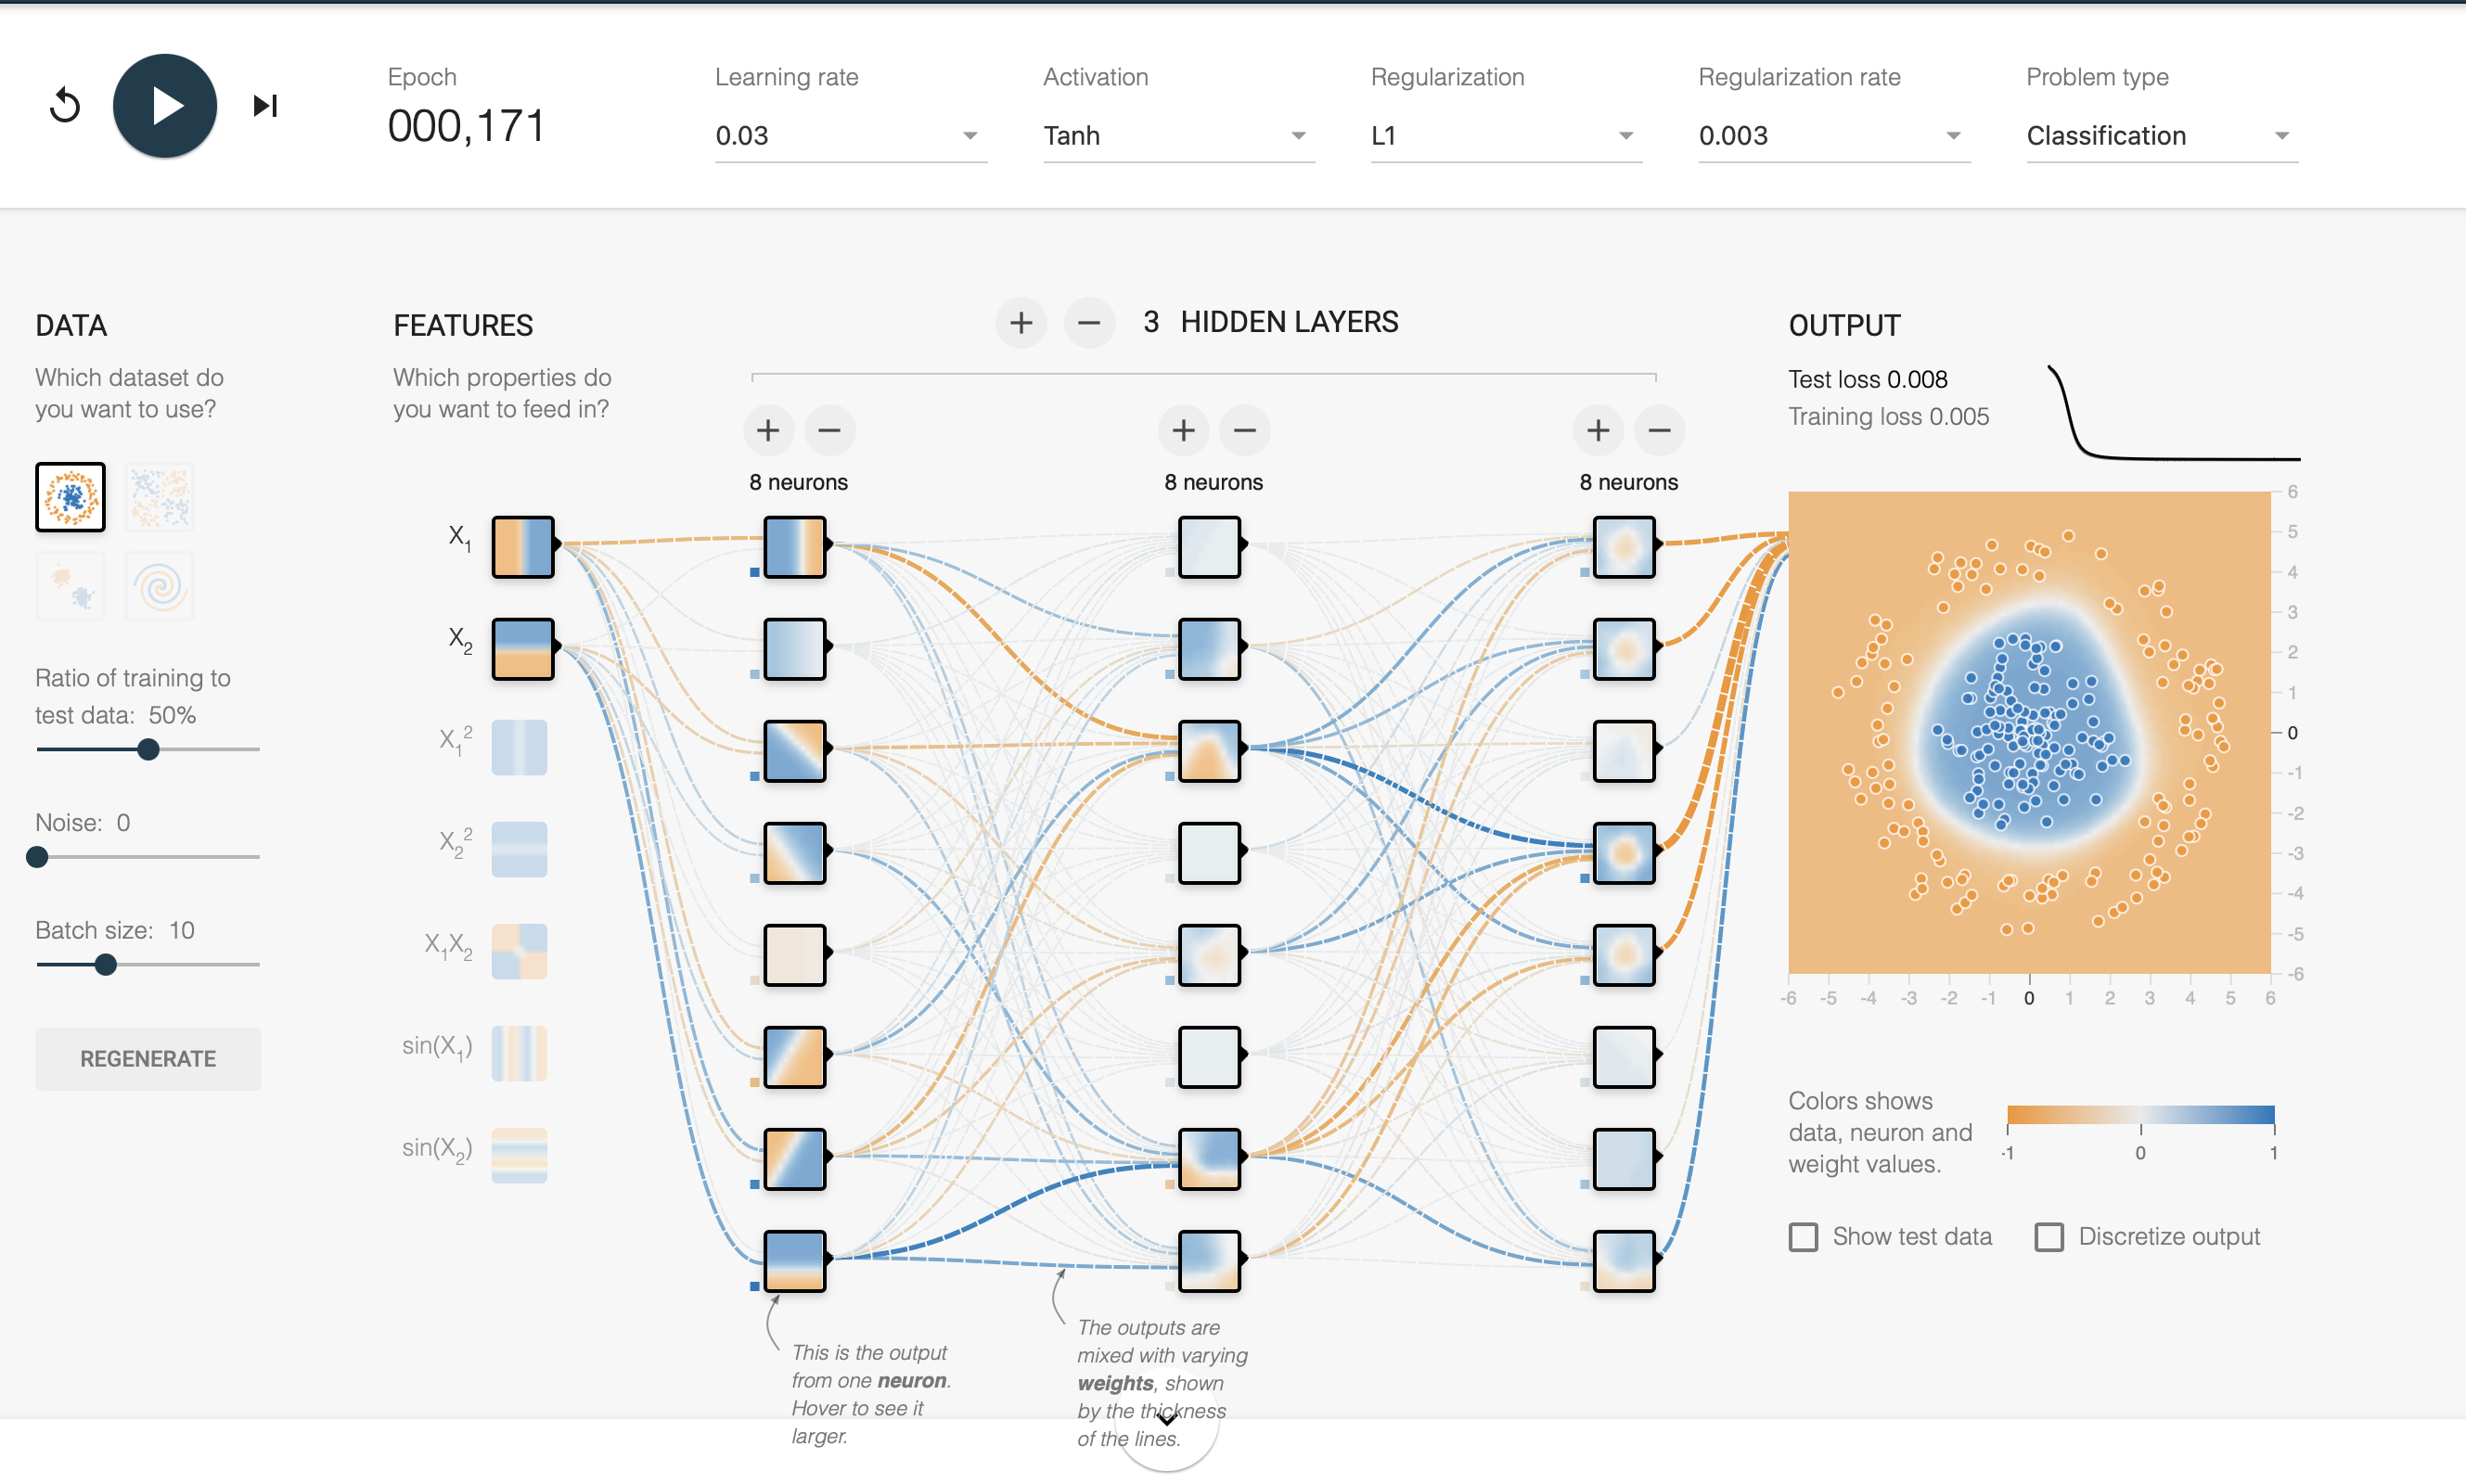 Epoch
000,171
Learning rate
0.03
Activation
Tanh
Regularization
L1
Regularization rate
0.003
Problem type
Classification
DATA
Which dataset do
you want to use?
Ratio of training to
test data: 50%
Noise: 0
Batch size: 10
REGENERATE
FEATURES
Which properties do
you want to feed in?
X1
X2
X1²
X2²
X1X2
sin(X1)
sin(X2)
+ − 3 HIDDEN LAYERS
+ −
8 neurons
+ −
8 neurons
+ −
8 neurons
This is the output
from one neuron.
Hover to see it
larger.
The outputs are
mixed with varying
weights, shown
by the thickness
of the lines.
OUTPUT
Test loss 0.008
Training loss 0.005
6
5
4
3
2
1
0
-1
-2
-3
-4
-5
-6
-6 -5 -4 -3 -2 -1 0 1 2 3 4 5 6
Colors shows
data, neuron and
weight values.
-1 0 1
Show test data
Discretize output